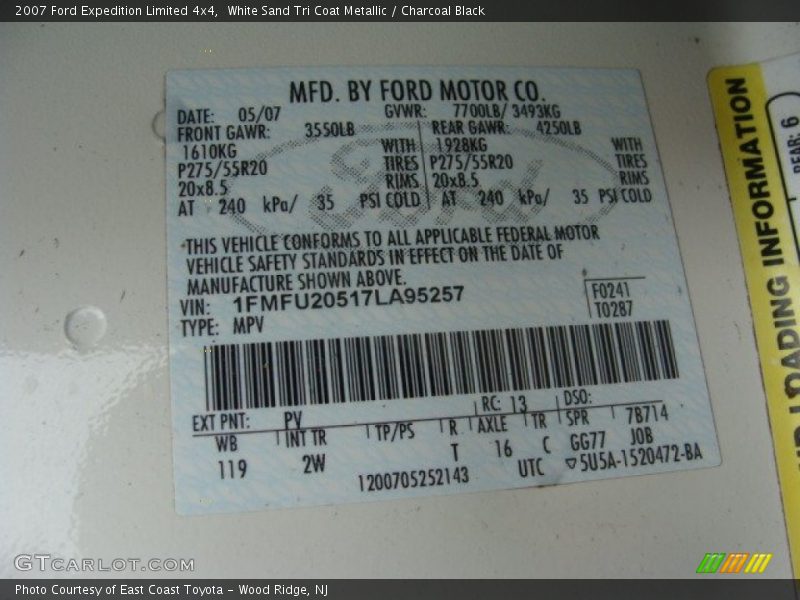 2007 Ford Expedition Limited 4x4,  White Sand Tri Coat Metallic / Charcoal Black
MFD. BY FORD MOTOR CO.
DATE: 05/07 GVWR: 7700LB/ 3493KG
FRONT GAWR: 3550LB REAR GAWR: 4250LB
1610KG WITH 1928KG WITH
P275/55R20 TIRES P275/55R20 TIRES
20x8.5 RIMS 20x8.5 RIMS
AT 240 kPa/ 35 PSI COLD AT 240 kPa/ 35 PSI COLD
THIS VEHICLE CONFORMS TO ALL APPLICABLE FEDERAL MOTOR
VEHICLE SAFETY STANDARDS IN EFFECT ON THE DATE OF
MANUFACTURE SHOWN ABOVE.
VIN: 1FMFU20517LA95257
F0241
TYPE: MPV
T0287
EXT PNT: PV RC: 13 DSO:
WB INT TR TP/PS R AXLE TR SPR 7B714
119 2W T 16 C GG77 JOB
1200705252143 UTC ▽5U5A-1520472-BA
LOADING INFORMATION
REAR: 6
Ford
GTCARLOT.COM
Photo Courtesy of East Coast Toyota – Wood Ridge, NJ